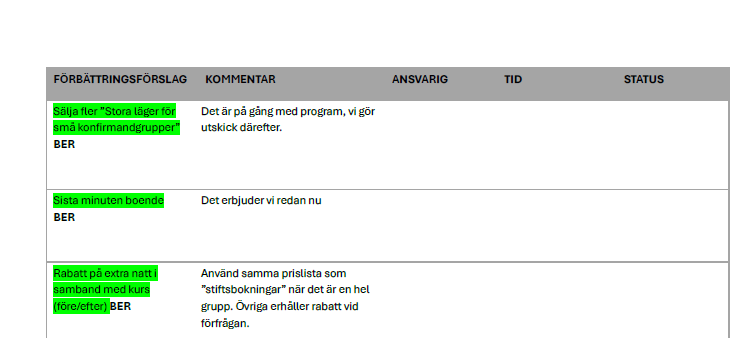 FÖRBÄTTRINGSFÖRSLAG KOMMENTAR ANSVARIG TID STATUS
Sälja fler ”Stora läger för
små konfirmandgrupper”
BER
Det är på gång med program, vi gör
utskick därefter.
Sista minuten boende
BER
Det erbjuder vi redan nu
Rabatt på extra natt i
samband med kurs
(före/efter) BER
Använd samma prislista som
”stiftsbokningar” när det är en hel
grupp. Övriga erhåller rabatt vid
förfrågan.